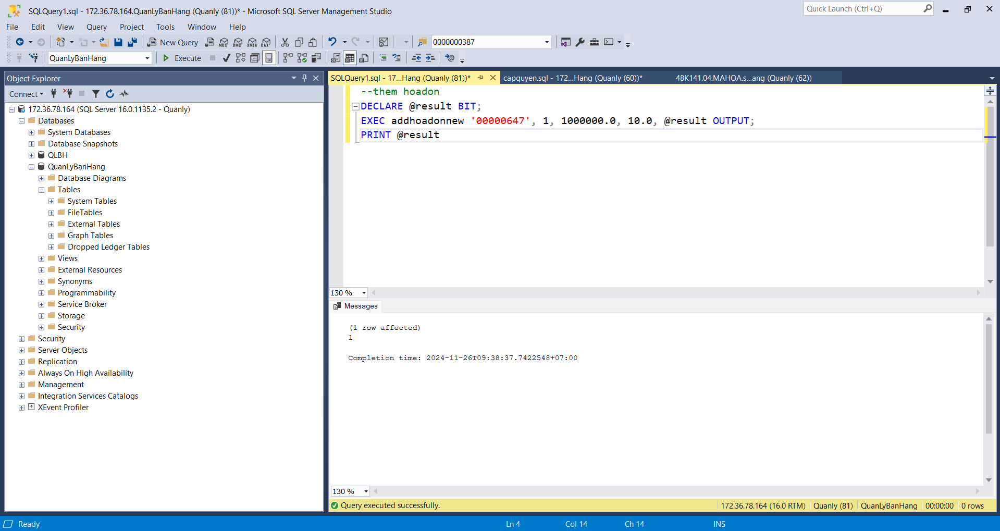 SQLQuery1.sql - 172.36.78.164.QuanLyBanHang (Quanly (81))* - Microsoft SQL Server Management Studio
Quick Launch (Ctrl+Q)
File Edit View Query Project Tools Window Help
New Query MDX DMX XMLA DAX 0000000387
QuanLyBanHang Execute
Object Explorer
Connect
172.36.78.164 (SQL Server 16.0.1135.2 - Quanly)
Databases
System Databases
Database Snapshots
QLBH
QuanLyBanHang
Database Diagrams
Tables
System Tables
FileTables
External Tables
Graph Tables
Dropped Ledger Tables
Views
External Resources
Synonyms
Programmability
Service Broker
Storage
Security
Security
Server Objects
Replication
Always On High Availability
Management
Integration Services Catalogs
XEvent Profiler
SQLQuery1.sql - 17...Hang (Quanly (81))* capquyen.sql - 172...Hang (Quanly (60))* 48K141.04.MAHOA.s...ang (Quanly (62))
--them hoadon
DECLARE @result BIT;
EXEC addhoadonnew '00000647', 1, 1000000.0, 10.0, @result OUTPUT;
PRINT @result
130 %
Messages
(1 row affected)
1
Completion time: 2024-11-26T09:38:37.7422548+07:00
130 %
Query executed successfully. 172.36.78.164 (16.0 RTM) Quanly (81) QuanLyBanHang 00:00:00 0 rows
Ready Ln 4 Col 14 Ch 14 INS